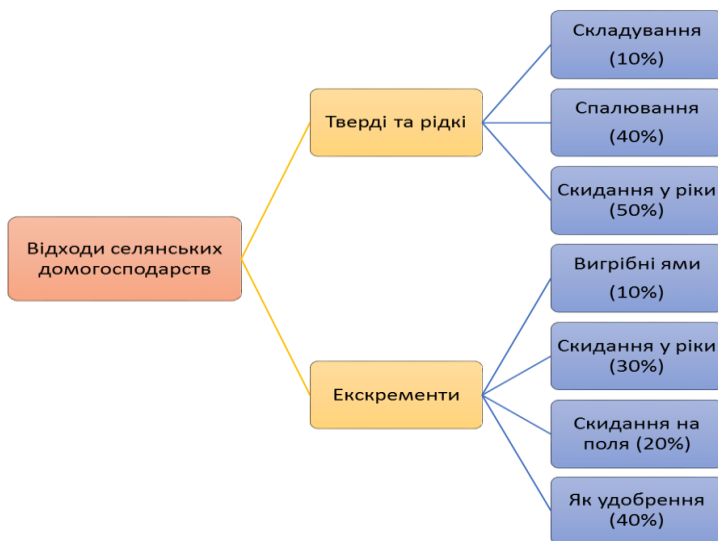 Складування
(10%)
Тверді та рідкі
Спалювання
(40%)
Скидання у ріки
(50%)
Відходи селянських
домогосподарств
Вигрібні ями
(10%)
Скидання у ріки
(30%)
Екскременти
Скидання на
поля (20%)
Як удобрення
(40%)